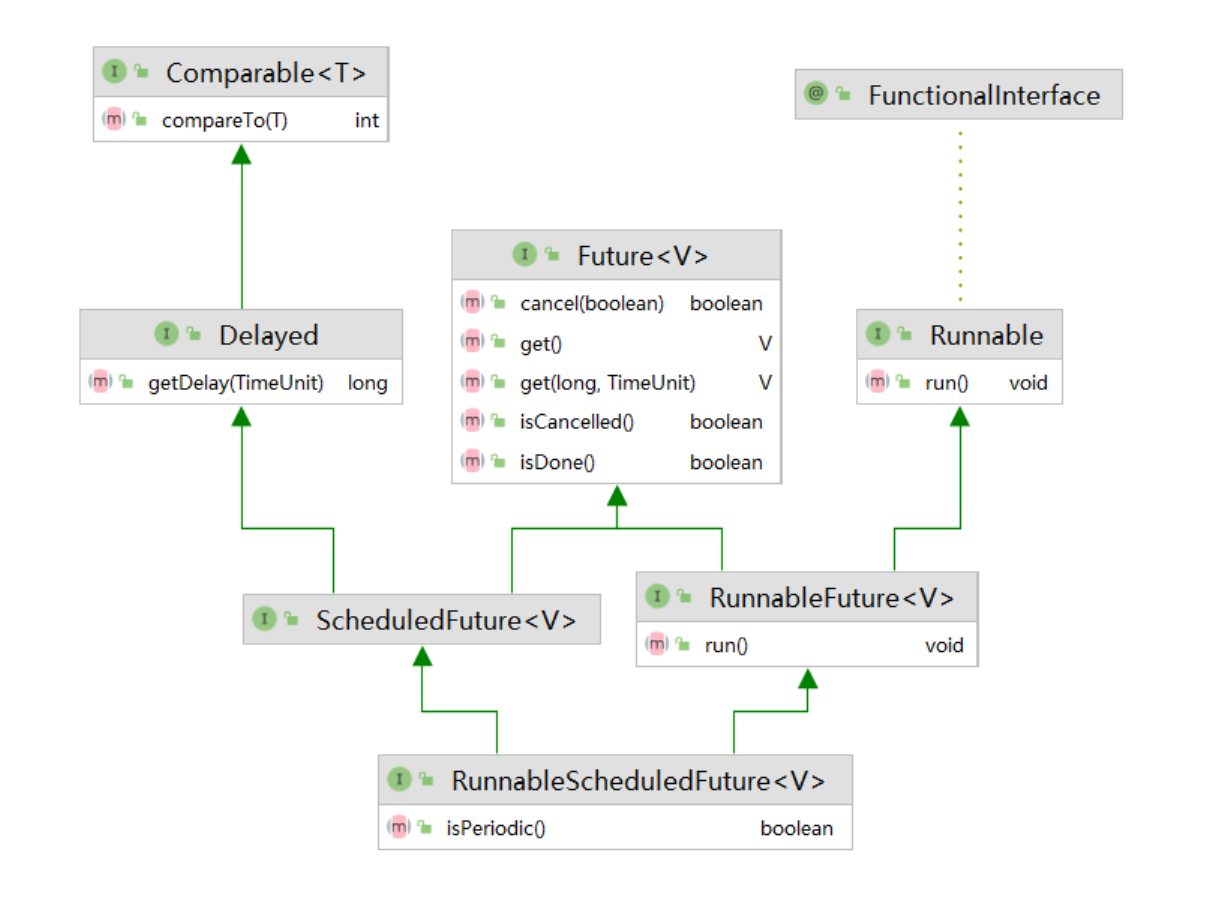 Comparable<T>
compareTo(T) int
FunctionalInterface
Future<V>
cancel(boolean) boolean
get() V
get(long, TimeUnit) V
isCancelled() boolean
isDone() boolean
Delayed
getDelay(TimeUnit) long
Runnable
run() void
ScheduledFuture<V>
RunnableFuture<V>
run() void
RunnableScheduledFuture<V>
isPeriodic() boolean